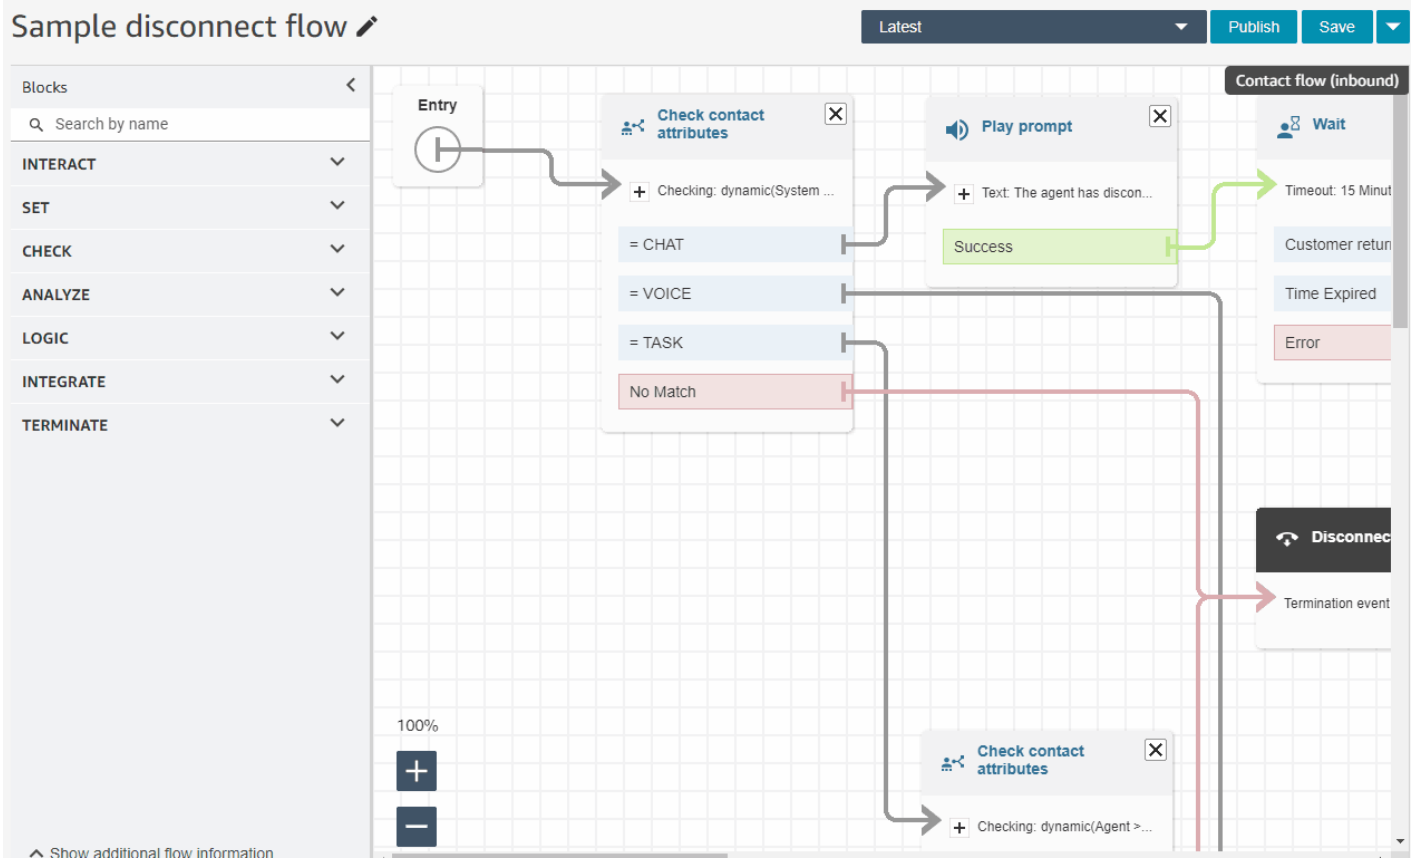 Sample disconnect flow
Latest
Publish
Save
Blocks
Search by name
INTERACT
SET
CHECK
ANALYZE
LOGIC
INTEGRATE
TERMINATE
Show additional flow information
Contact flow (inbound)
Entry
Check contact
attributes
Checking: dynamic(System ...
= CHAT
= VOICE
= TASK
No Match
Play prompt
Text: The agent has discon...
Success
Wait
Timeout: 15 Minut
Customer return
Time Expired
Error
Disconnec
Termination event
Check contact
attributes
Checking: dynamic(Agent >...
100%